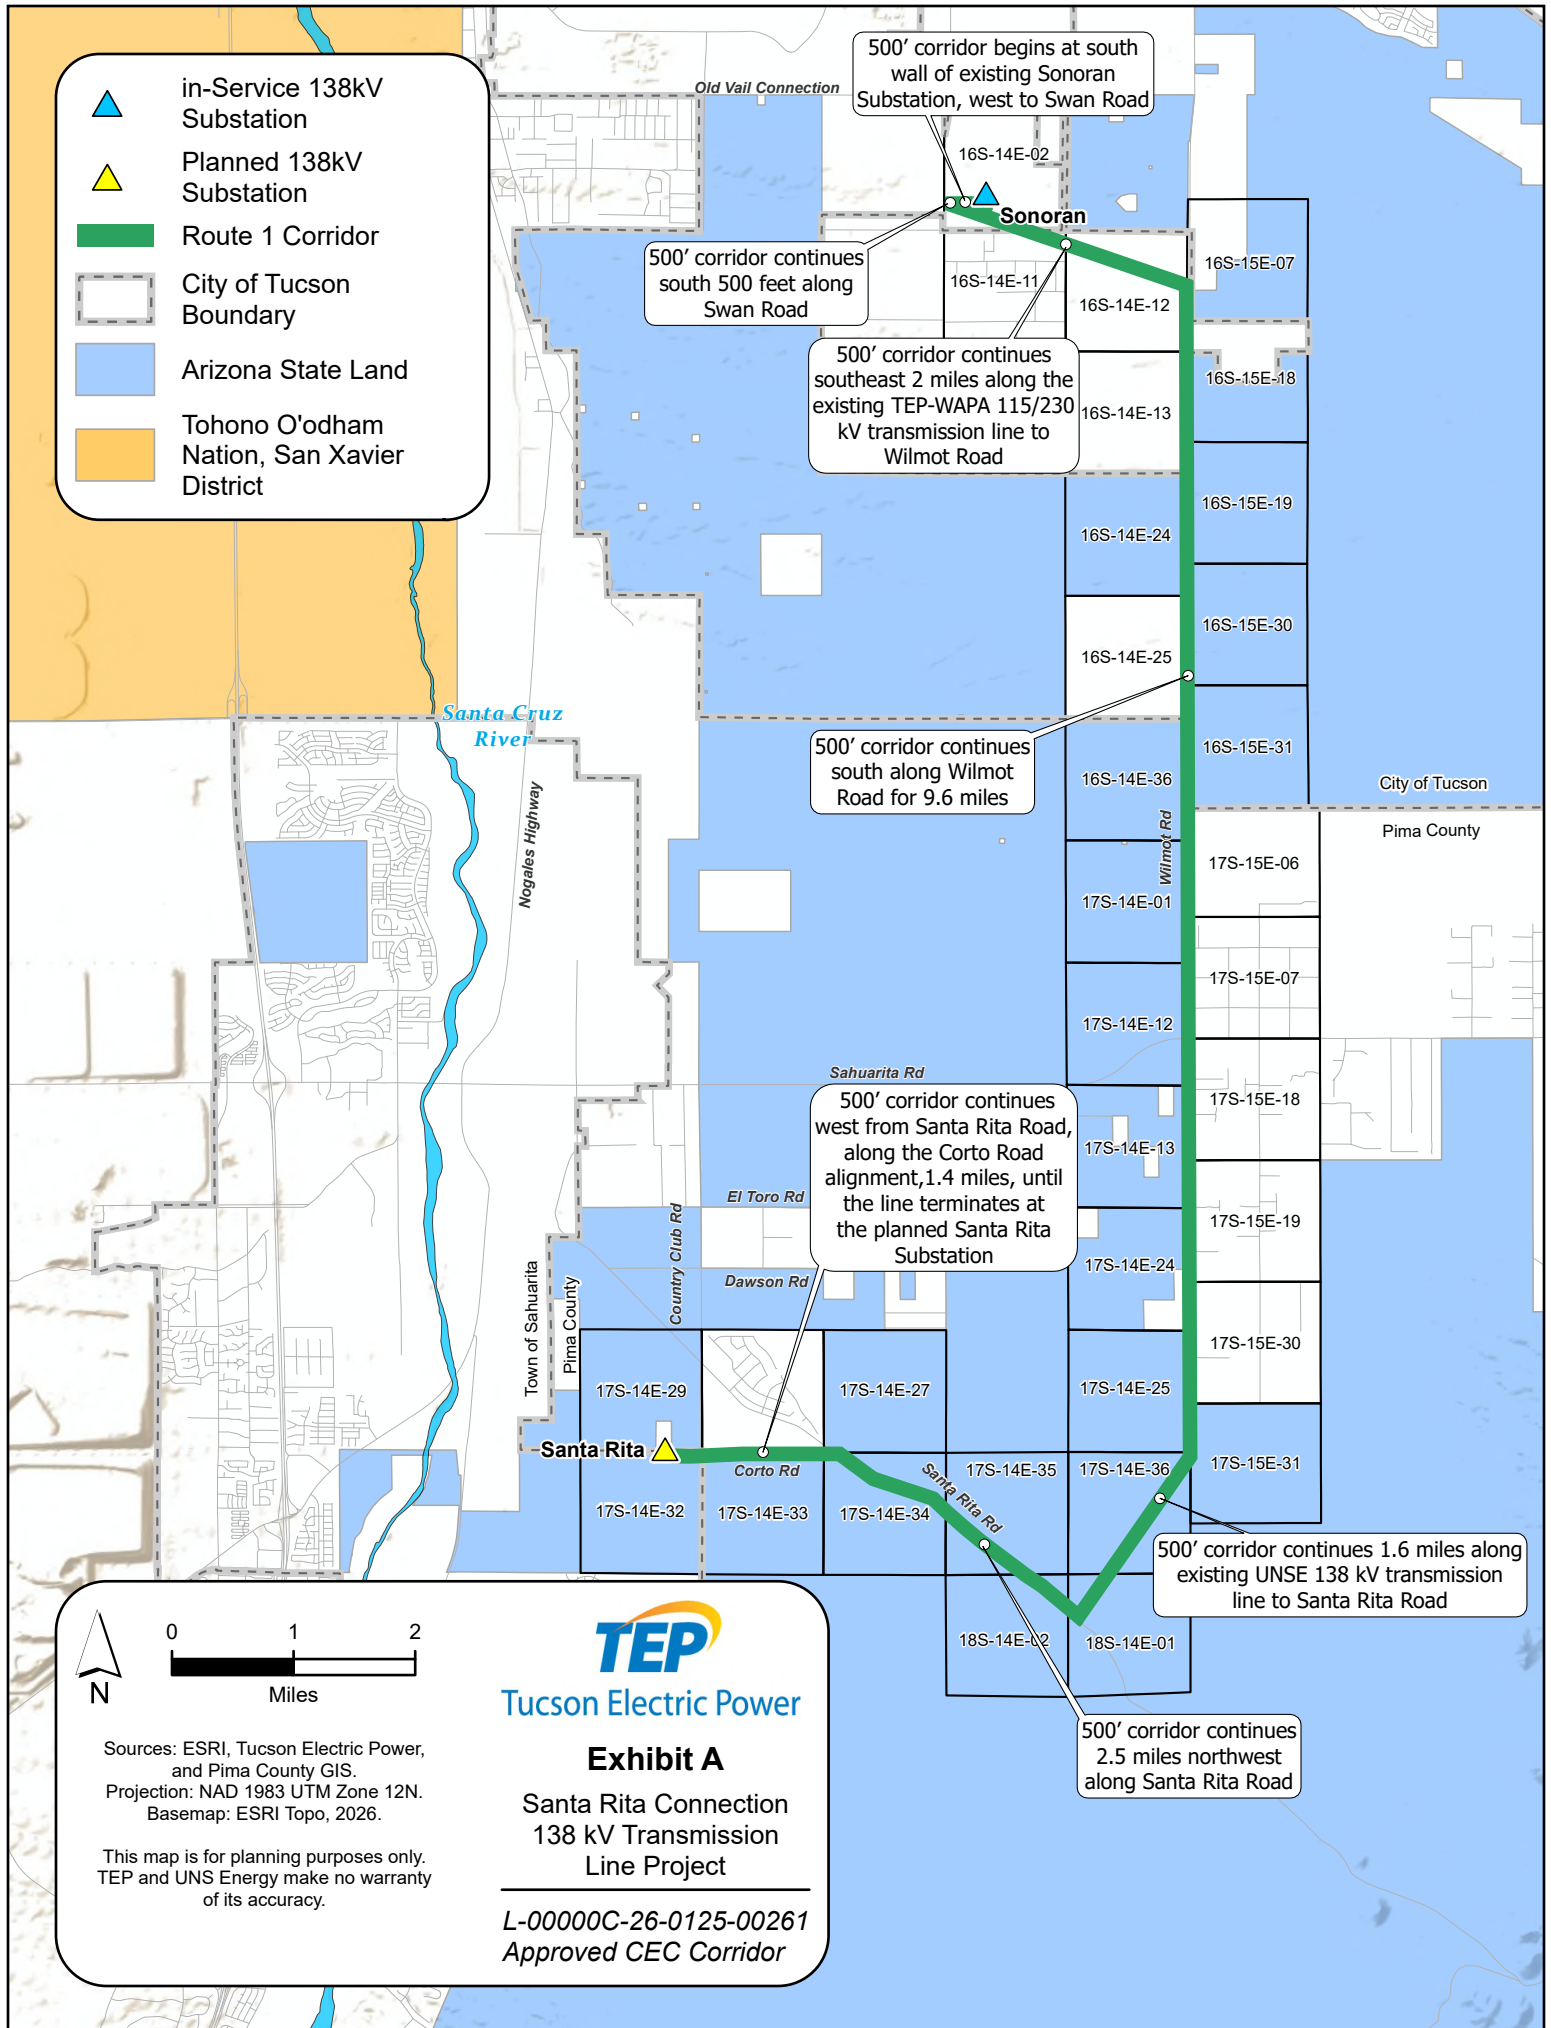 in-Service 138kV
Substation
Planned 138kV
Substation
Route 1 Corridor
City of Tucson
Boundary
Arizona State Land
Tohono O'odham
Nation, San Xavier
District
500' corridor begins at south
wall of existing Sonoran
Substation, west to Swan Road
Old Vail Connection
16S-14E-02
Sonoran
500' corridor continues
south 500 feet along
Swan Road
16S-14E-11
16S-15E-07
16S-14E-12
500' corridor continues
southeast 2 miles along the
existing TEP-WAPA 115/230
kV transmission line to
Wilmot Road
16S-15E-18
16S-14E-13
16S-15E-19
16S-14E-24
16S-15E-30
16S-14E-25
Santa Cruz
River
500' corridor continues
south along Wilmot
Road for 9.6 miles
16S-15E-31
16S-14E-36
City of Tucson
Pima County
Nogales Highway
Wilmot Rd
17S-15E-06
17S-14E-01
17S-15E-07
17S-14E-12
Sahuarita Rd
500' corridor continues
west from Santa Rita Road,
along the Corto Road
alignment,1.4 miles, until
the line terminates at
the planned Santa Rita
Substation
17S-15E-18
17S-14E-13
El Toro Rd
Country Club Rd
17S-15E-19
17S-14E-24
Dawson Rd
Town of Sahuarita
Pima County
17S-15E-30
17S-14E-29
17S-14E-27
17S-14E-25
Santa Rita
Corto Rd
Santa Rita Rd
17S-14E-35
17S-14E-36
17S-15E-31
17S-14E-32
17S-14E-33
17S-14E-34
500' corridor continues 1.6 miles along
existing UNSE 138 kV transmission
line to Santa Rita Road
18S-14E-02
18S-14E-01
500' corridor continues
2.5 miles northwest
along Santa Rita Road
0 1 2
Miles
N
Sources: ESRI, Tucson Electric Power,
and Pima County GIS.
Projection: NAD 1983 UTM Zone 12N.
Basemap: ESRI Topo, 2026.
This map is for planning purposes only.
TEP and UNS Energy make no warranty
of its accuracy.
TEP
Tucson Electric Power
Exhibit A
Santa Rita Connection
138 kV Transmission
Line Project
L-00000C-26-0125-00261
Approved CEC Corridor